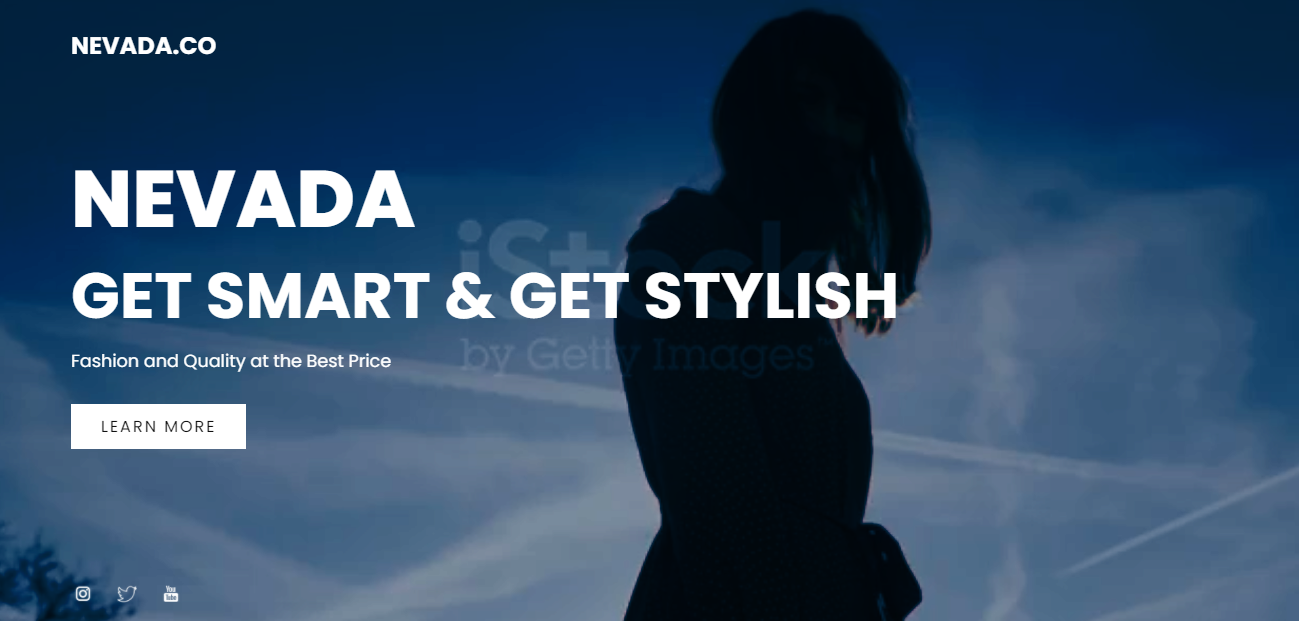 NEVADA.CO
NEVADA
iStock
GET SMART & GET STYLISH
by Getty Images™
Fashion and Quality at the Best Price
LEARN MORE
You
Tube